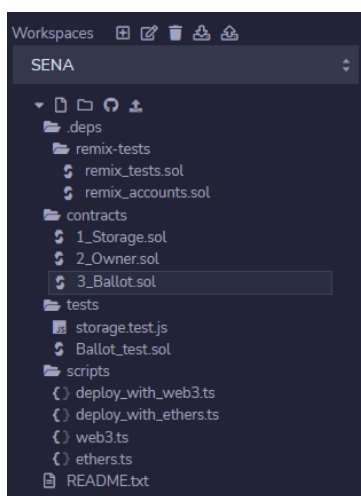 Workspaces
SENA
.deps
remix-tests
remix_tests.sol
remix_accounts.sol
contracts
1_Storage.sol
2_Owner.sol
3_Ballot.sol
tests
JS storage.test.js
Ballot_test.sol
scripts
{} deploy_with_web3.ts
{} deploy_with_ethers.ts
{} web3.ts
{} ethers.ts
README.txt